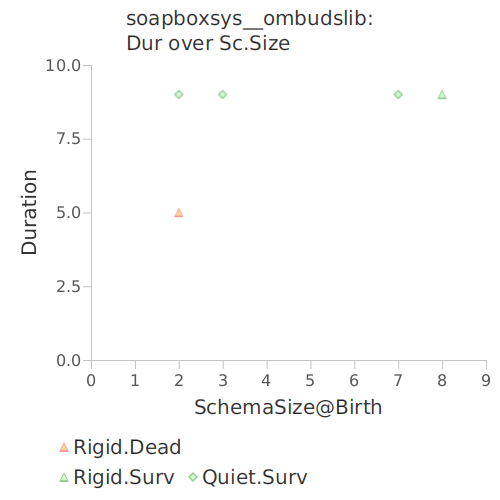 soapboxsys__ombudslib:
Dur over Sc.Size
10.0
7.5
5.0
2.5
0.0
Duration
0 1 2 3 4 5 6 7 8 9
SchemaSize@Birth
Rigid.Dead
Rigid.Surv Quiet.Surv